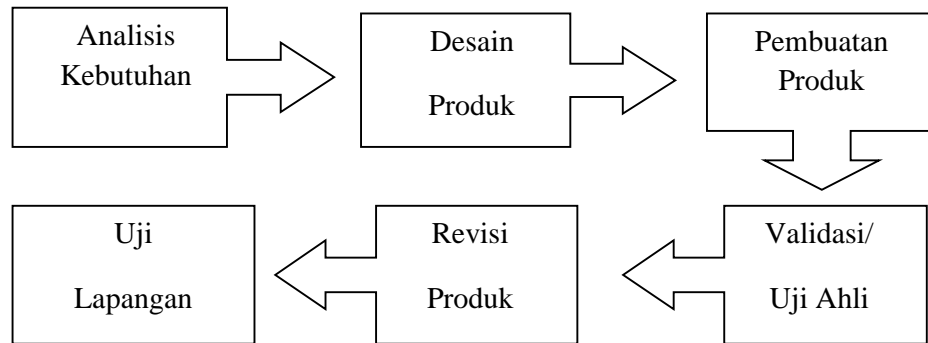 Analisis
Kebutuhan
Desain
Produk
Pembuatan
Produk
Validasi/
Uji Ahli
Revisi
Produk
Uji
Lapangan